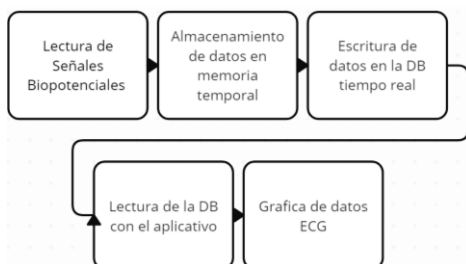 Lectura de
Señales
Biopotenciales
Almacenamiento
de datos en
memoria
temporal
Escritura de
datos en la DB
tiempo real
Lectura de la DB
con el aplicativo
Grafica de datos
ECG